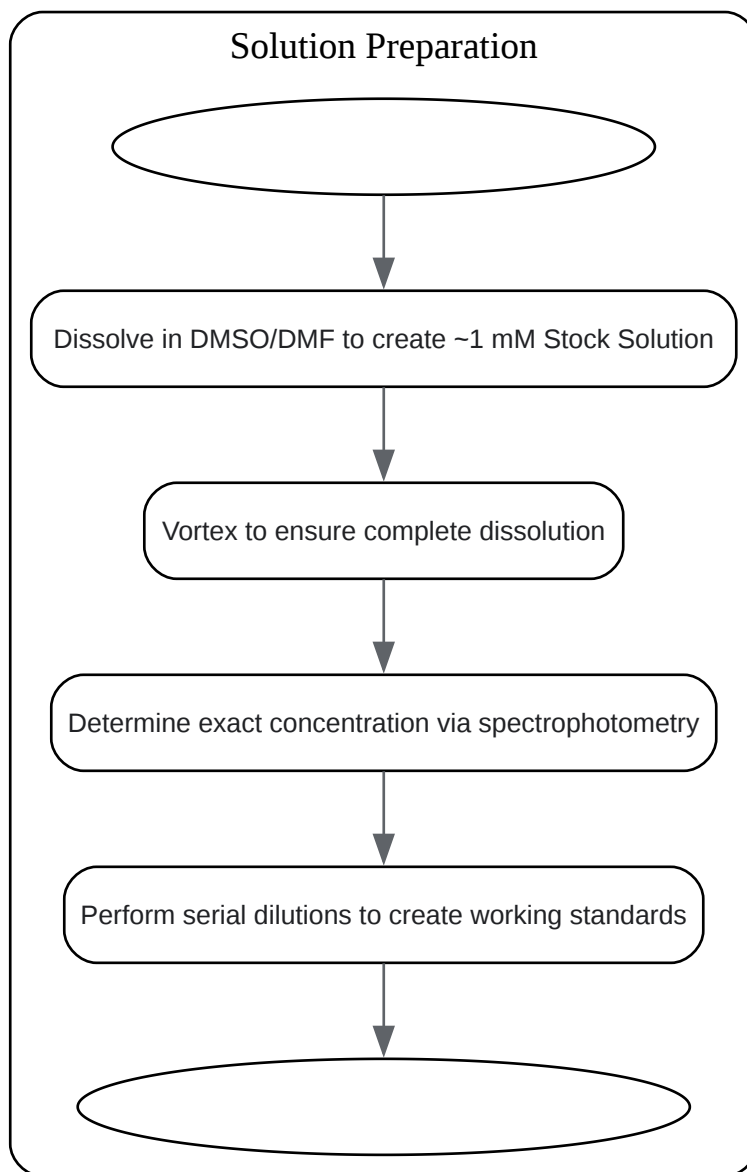 Solution Preparation
Dissolve in DMSO/DMF to create ~1 mM Stock Solution
Vortex to ensure complete dissolution
Determine exact concentration via spectrophotometry
Perform serial dilutions to create working standards